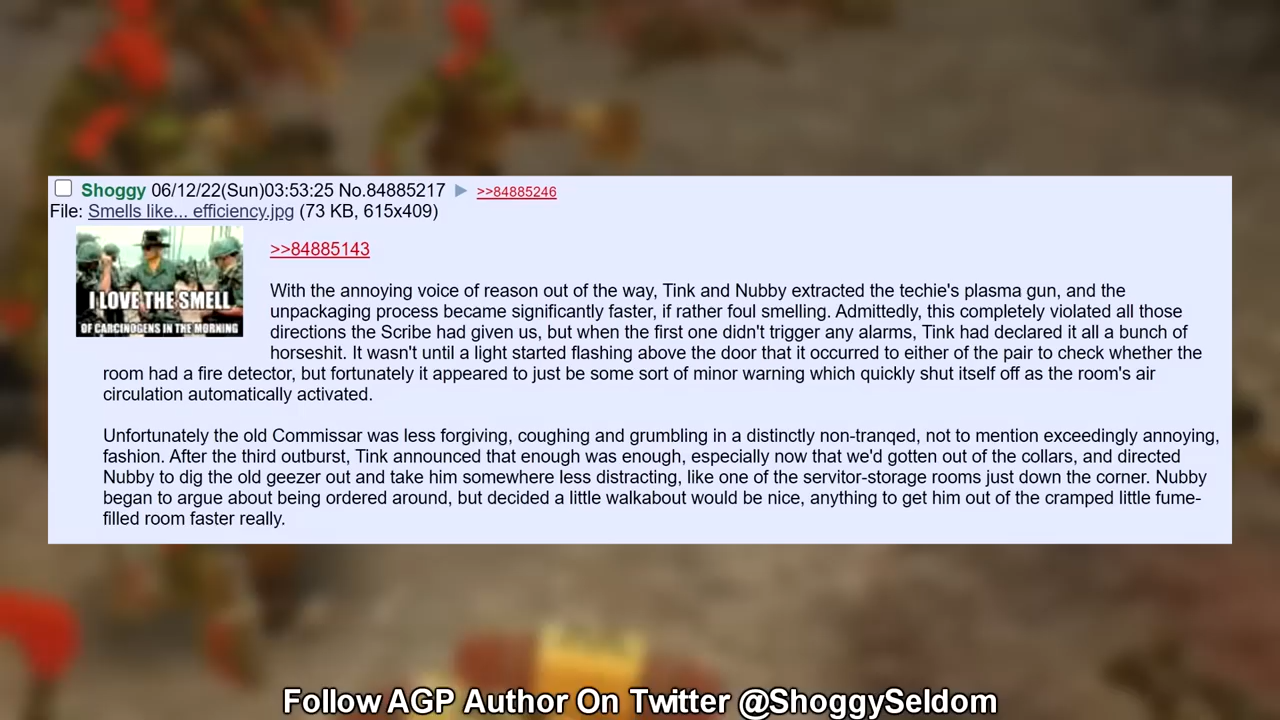 Shoggy 06/12/22(Sun)03:53:25 No.84885217 ▶ >>84885246
File: Smells like... efficiency.jpg (73 KB, 615x409)
I LOVE THE SMELL
OF CARCINOGENS IN THE MORNING
>>84885143
With the annoying voice of reason out of the way, Tink and Nubby extracted the techie's plasma gun, and the
unpackaging process became significantly faster, if rather foul smelling. Admittedly, this completely violated all those
directions the Scribe had given us, but when the first one didn't trigger any alarms, Tink had declared it all a bunch of
horseshit. It wasn't until a light started flashing above the door that it occurred to either of the pair to check whether the
room had a fire detector, but fortunately it appeared to just be some sort of minor warning which quickly shut itself off as the room's air
circulation automatically activated.
Unfortunately the old Commissar was less forgiving, coughing and grumbling in a distinctly non-tranqed, not to mention exceedingly annoying,
fashion. After the third outburst, Tink announced that enough was enough, especially now that we'd gotten out of the collars, and directed
Nubby to dig the old geezer out and take him somewhere less distracting, like one of the servitor-storage rooms just down the corner. Nubby
began to argue about being ordered around, but decided a little walkabout would be nice, anything to get him out of the cramped little fume-
filled room faster really.
Follow AGP Author On Twitter @ShoggySeldom